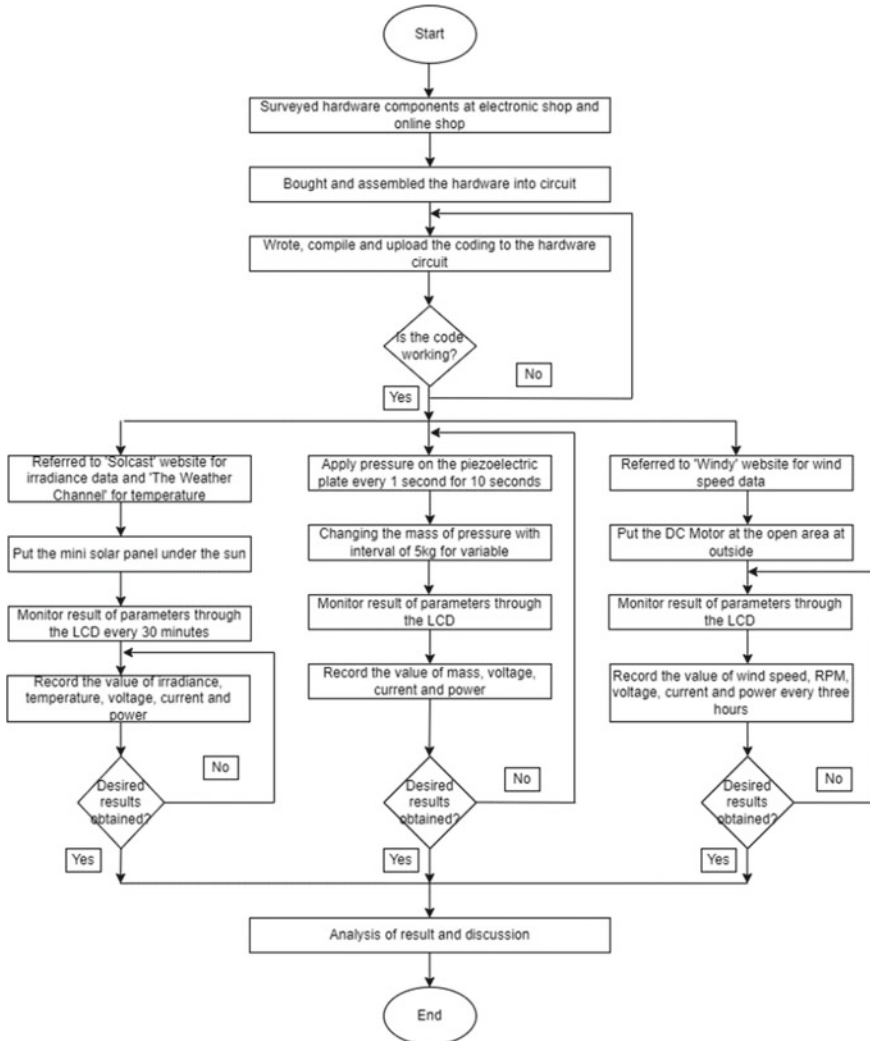 Start
Surveyed hardware components at electronic shop and
online shop
Bought and assembled the hardware into circuit
Wrote, compile and upload the coding to the hardware
circuit
Is the code
working?
No
Yes
Referred to 'Solcast' website for
irradiance data and 'The Weather
Channel' for temperature
Put the mini solar panel under the sun
Monitor result of parameters through
the LCD every 30 minutes
Record the value of irradiance,
temperature, voltage, current and
power
No
Desired
results
obtained?
Yes
Apply pressure on the piezoelectric
plate every 1 second for 10 seconds
Changing the mass of pressure with
interval of 5kg for variable
Monitor result of parameters through
the LCD
Record the value of mass, voltage,
current and power
No
Desired
results
obtained?
Yes
Referred to 'Windy' website for wind
speed data
Put the DC Motor at the open area at
outside
Monitor result of parameters through
the LCD
Record the value of wind speed, RPM,
voltage, current and power every three
hours
No
Desired
results
obtained?
Yes
Analysis of result and discussion
End